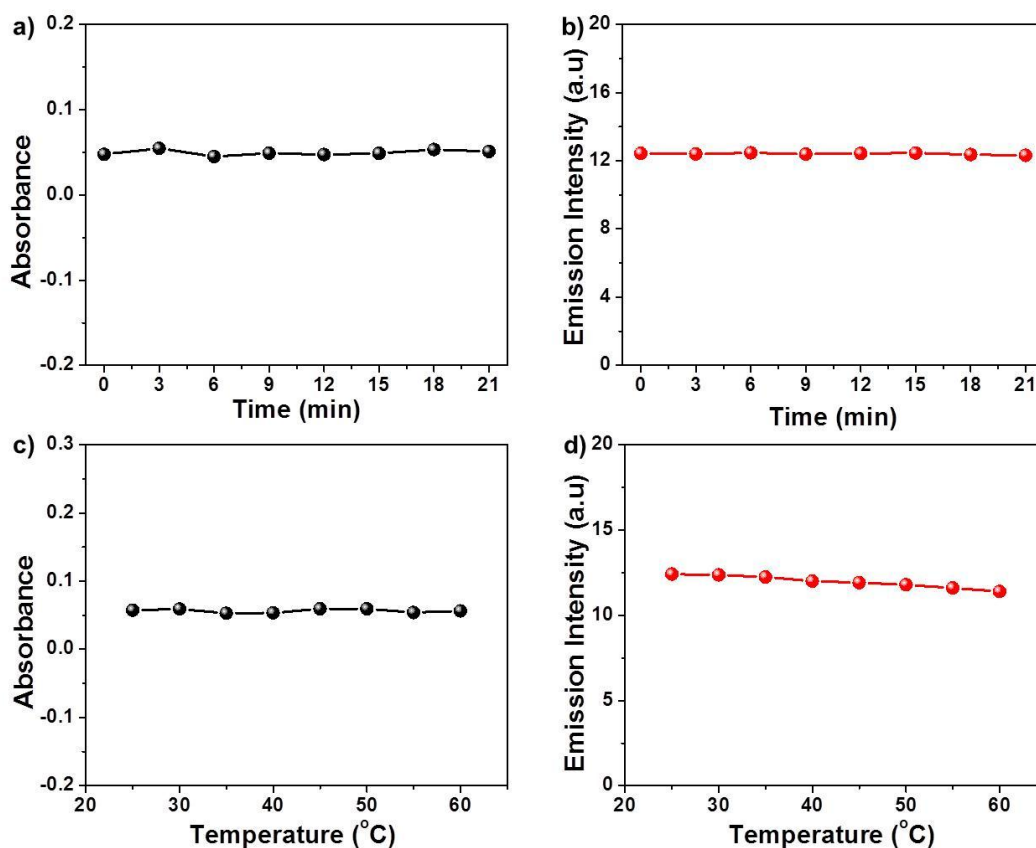 a)
Absorbance
0.2
0.1
0.0
-0.1
-0.2
0 3 6 9 12 15 18 21
Time (min)
b)
Emission Intensity (a.u)
20
16
12
8
4
0
0 3 6 9 12 15 18 21
Time (min)
c)
Absorbance
0.3
0.2
0.1
0.0
-0.1
-0.2
20 30 40 50 60
Temperature (°C)
d)
Emission Intensity (a.u)
20
15
10
5
0
20 30 40 50 60
Temperature (°C)